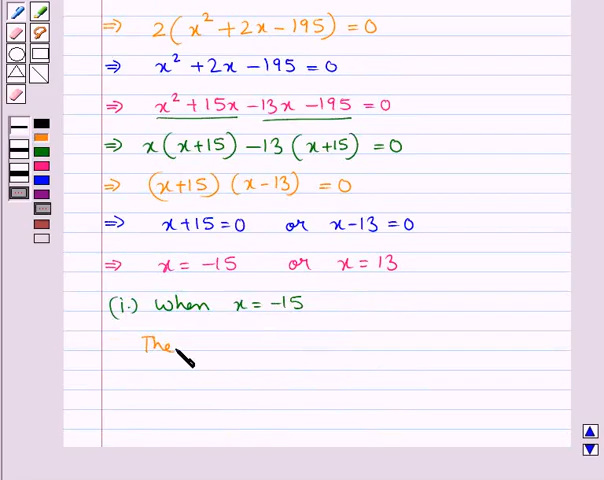 ⇒ 2(x² + 2x - 195) = 0
⇒ x² + 2x - 195 = 0
⇒ x² + 15x - 13x - 195 = 0
⇒ x(x+15) - 13(x+15) = 0
⇒ (x+15) (x-13) = 0
⇒ x+15 = 0 or x-13 = 0
⇒ x = -15 or x = 13
(i.) When x = -15
The